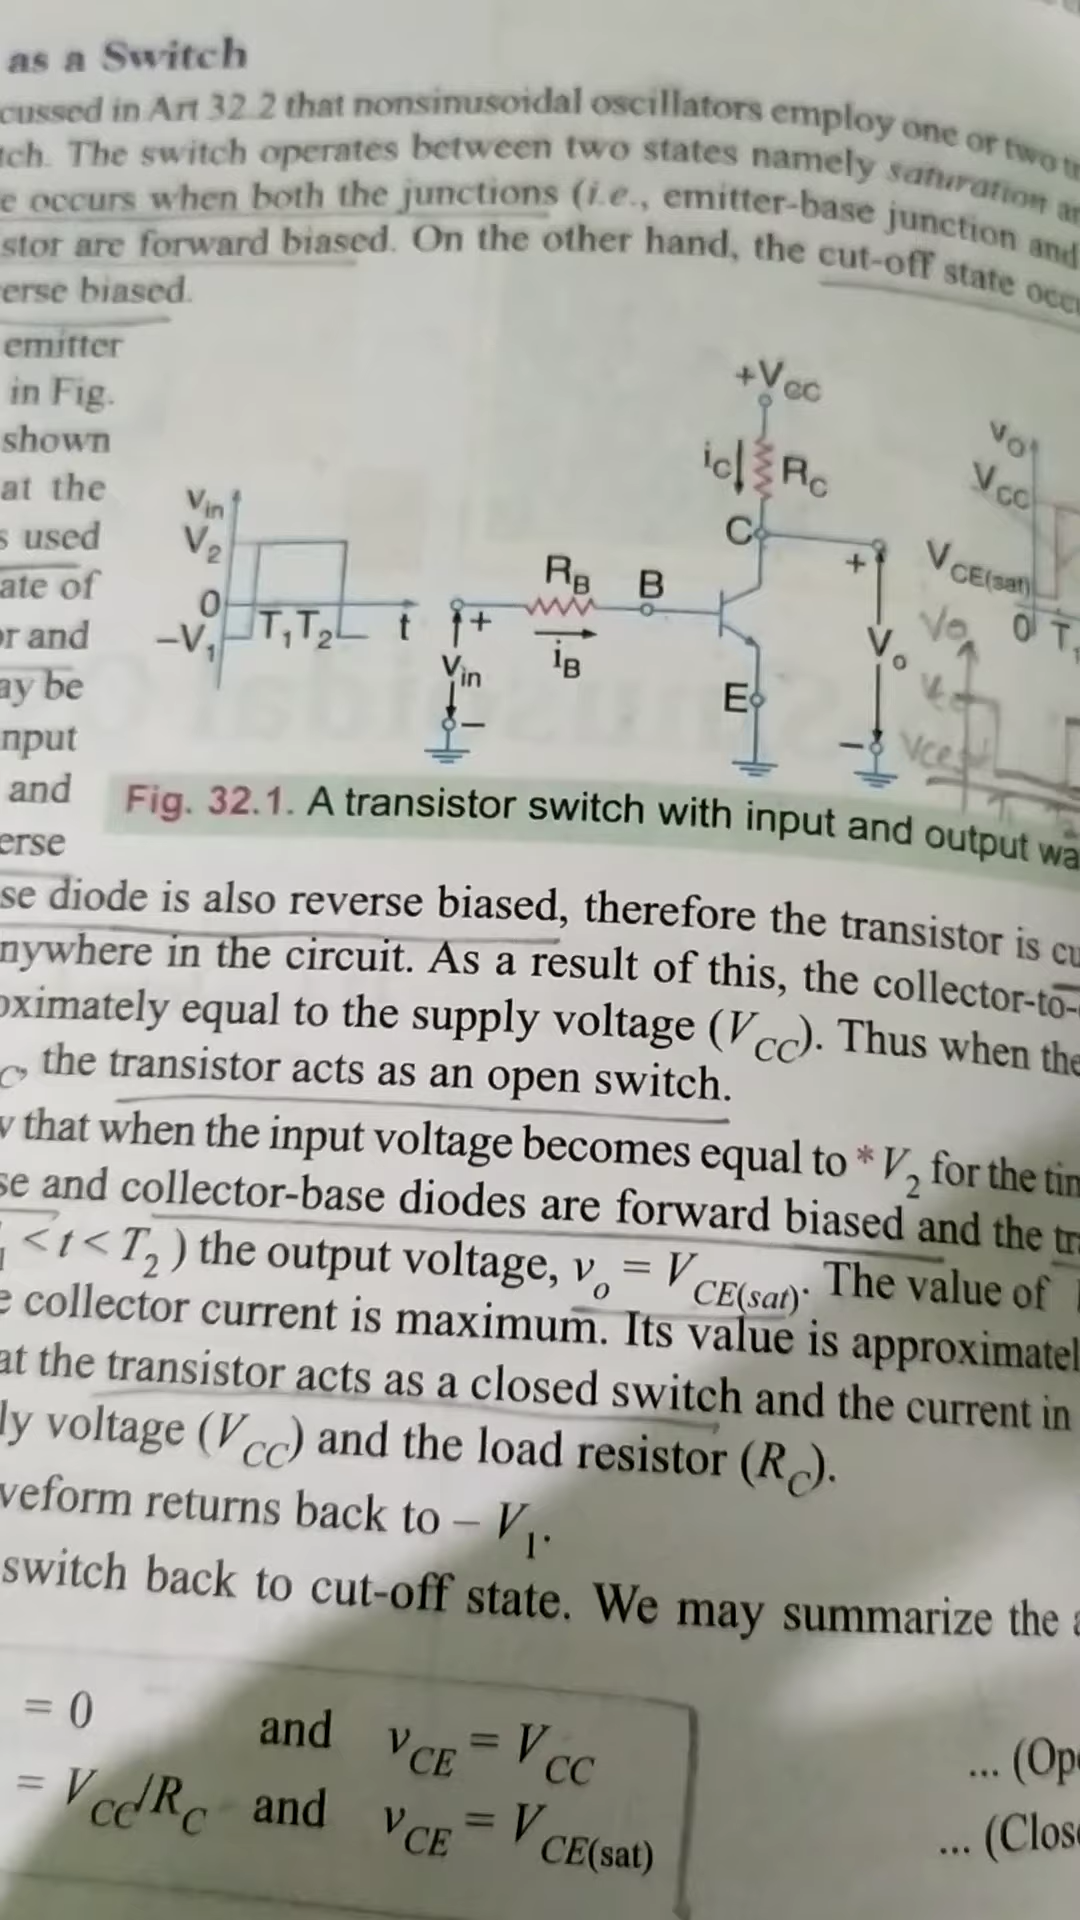 as a Switch
cussed in Art 32.2 that nonsinusoidal oscillators employ one or two
tch. The switch operates between two states namely saturation
e occurs when both the junctions (i.e., emitter-base junction and
stor are forward biased. On the other hand, the cut-off state occu
erse biased.
emitter
in Fig.
shown
at the
s used
ate of
or and
ay be
nput
and
erse
Vin
V2
0
–V1
T1 T2
t
+
Vin
–
RB
iB
B
+VCC
iC
RC
C
E
+
Vo
–
VO
VCC
VCE(sat)
0
T1
Vo
Fig. 32.1. A transistor switch with input and output wa
se diode is also reverse biased, therefore the transistor is cu
nywhere in the circuit. As a result of this, the collector-to-
oximately equal to the supply voltage (VCC). Thus when the
C, the transistor acts as an open switch.
w that when the input voltage becomes equal to *V2 for the tim
se and collector-base diodes are forward biased and the tr
1 < t < T2 ) the output voltage, vo = VCE(sat). The value of
e collector current is maximum. Its value is approximatel
at the transistor acts as a closed switch and the current in
ly voltage (VCC) and the load resistor (RC).
veform returns back to – V1.
switch back to cut-off state. We may summarize the a
= 0 and vCE = VCC ... (Ope
= VCC/RC and vCE = VCE(sat) ... (Close